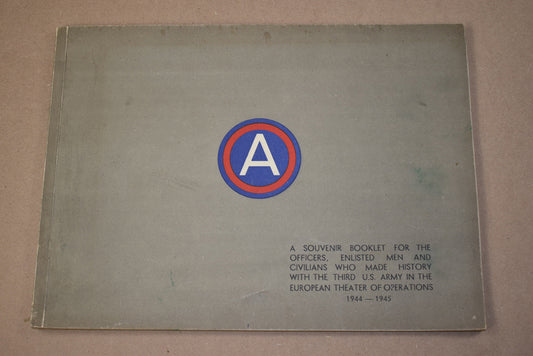 A
A SOUVENIR BOOKLET FOR THE
OFFICERS, ENLISTED MEN AND
CIVILIANS WHO MADE HISTORY
WITH THE THIRD U.S. ARMY IN THE
EUROPEAN THEATER OF OPERATIONS
1944 — 1945